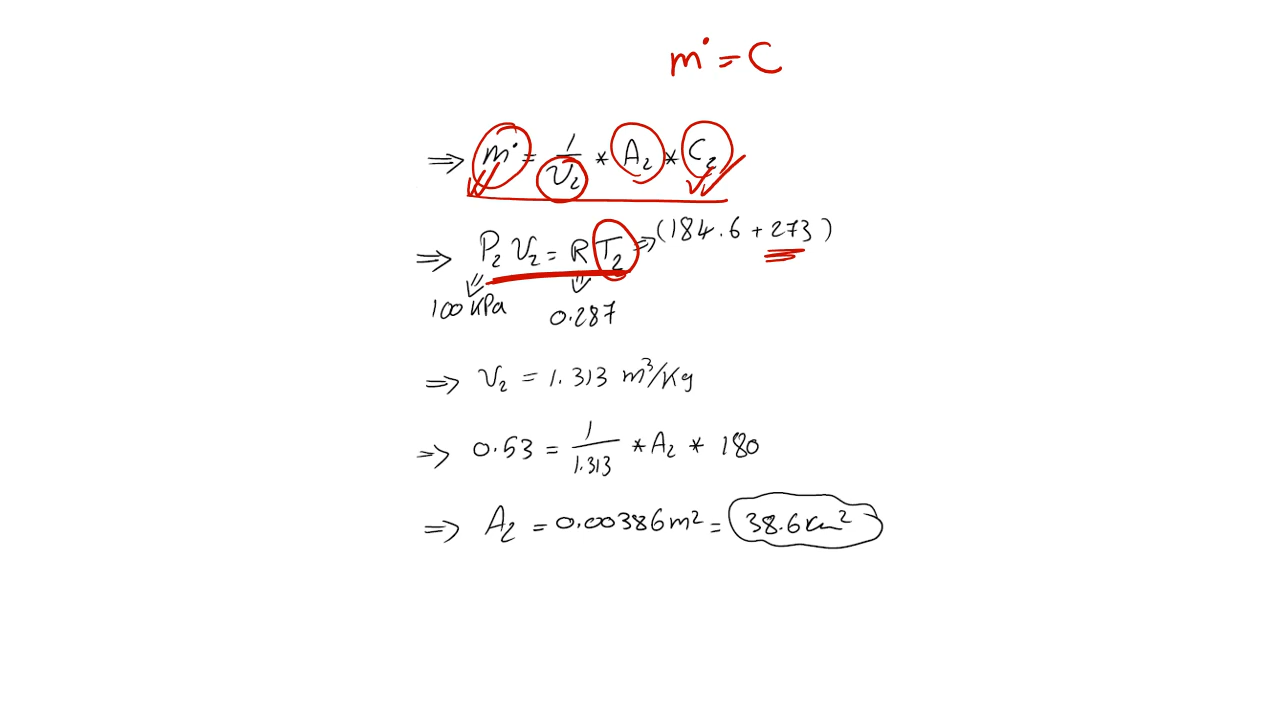 ṁ = C
⇒ ṁ = 1/V₂ * A₂ * C₂
⇒ P₂ V₂ = R T₂ ⇒ (184.6 + 273)
100 KPa 0.287
⇒ V₂ = 1.313 m³/Kg
⇒ 0.53 = 1/1.313 * A₂ * 180
⇒ A₂ = 0.00386 m² = 38.6 cm²